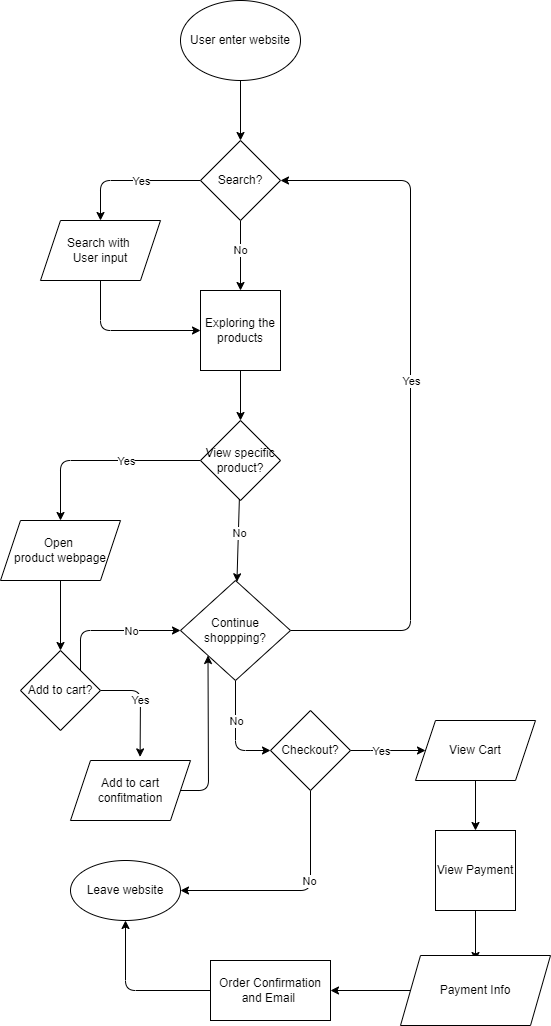 User enter website
Search?
Yes
Search with
User input
No
Exploring the
products
Yes
View specific
product?
Yes
Open
product webpage
No
Continue
shoppping?
No
Add to cart?
Yes
No
Add to cart
confitmation
Checkout?
Yes
View Cart
View Payment
No
Leave website
Order Confirmation
and Email
Payment Info